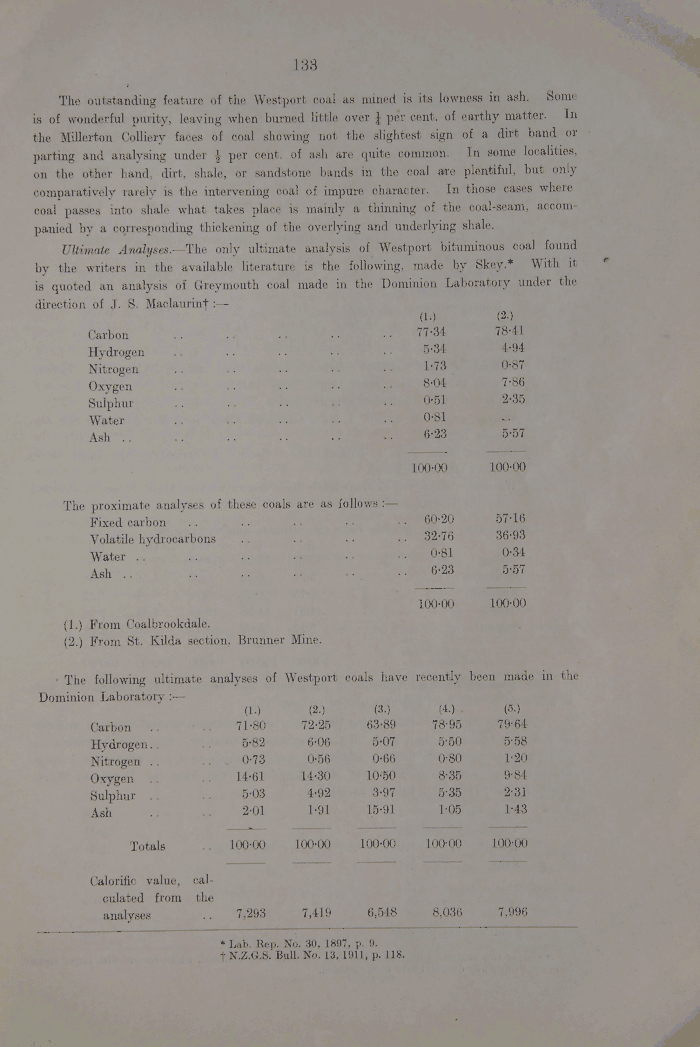 133
The outstanding feature of the Westport coal as mined is its lowness in ash. Some
is of wonderful purity, leaving when burned little over ¼ per cent. of earthy matter. In
the Millerton Colliery faces of coal showing not the slightest sign of a dirt band or
parting and analysing under ½ per cent. of ash are quite common. In some localities,
on the other hand, dirt, shale, or sandstone bands in the coal are plentiful, but only
comparatively rarely is the intervening coal of impure character. In those cases where
coal passes into shale what takes place is mainly a thinning of the coal-seam, accom-
panied by a corresponding thickening of the overlying and underlying shale.
Ultimate Analyses.—The only ultimate analysis of Westport bituminous coal found
by the writers in the available literature is the following, made by Skey.* With it
is quoted an analysis of Greymouth coal made in the Dominion Laboratory under the
direction of J. S. Maclaurin† :—
(1.) (2.)
Carbon .. .. .. .. .. 77·34 78·41
Hydrogen .. .. .. .. .. 5·34 4·94
Nitrogen .. .. .. .. .. 1·73 0·87
Oxygen .. .. .. .. .. 8·04 7·86
Sulphur .. .. .. .. .. 0·51 2·35
Water .. .. .. .. .. 0·81 ..
Ash .. .. .. .. .. .. 6·23 5·57
100·00 100·00
The proximate analyses of these coals are as follows :—
Fixed carbon .. .. .. .. .. 60·20 57·16
Volatile hydrocarbons .. .. .. .. 32·76 36·93
Water .. .. .. .. .. .. 0·81 0·34
Ash .. .. .. .. .. .. 6·23 5·57
100·00 100·00
(1.) From Coalbrookdale.
(2.) From St. Kilda section, Brunner Mine.
The following ultimate analyses of Westport coals have recently been made in the
Dominion Laboratory :—
(1.) (2.) (3.) (4.) (5.)
Carbon .. .. 71·80 72·25 63·89 78·95 79·64
Hydrogen.. .. 5·82 6·06 5·07 5·50 5·58
Nitrogen .. .. 0·73 0·56 0·66 0·80 1·20
Oxygen .. .. 14·61 14·30 10·50 8·35 9·84
Sulphur .. .. 5·03 4·92 3·97 5·35 2·31
Ash .. .. 2·01 1·91 15·91 1·05 1·43
Totals .. 100·00 100·00 100·00 100·00 100·00
Calorific value, cal-
culated from the
analyses .. 7,293 7,419 6,548 8,036 7,996
* Lab. Rep. No. 30, 1897, p. 9.
† N.Z.G.S. Bull. No. 13, 1911, p. 118.